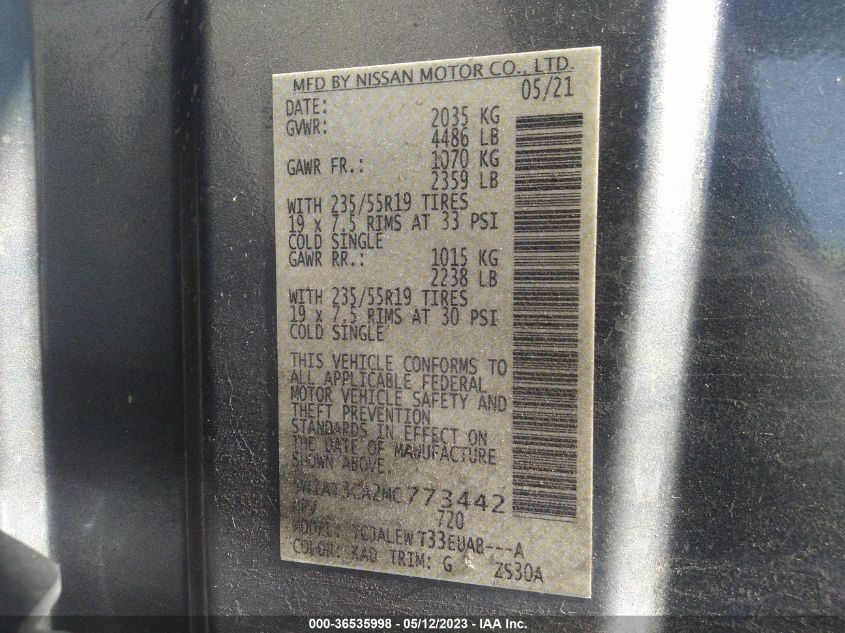 MFD BY NISSAN MOTOR CO., LTD.
DATE: 05/21
GVWR: 2035 KG
4486 LB
GAWR FR.: 1070 KG
2359 LB
WITH 235/55R19 TIRES
19 x 7.5 RIMS AT 33 PSI
COLD SINGLE
GAWR RR.: 1015 KG
2238 LB
WITH 235/55R19 TIRES
19 x 7.5 RIMS AT 30 PSI
COLD SINGLE
THIS VEHICLE CONFORMS TO
ALL APPLICABLE FEDERAL
MOTOR VEHICLE SAFETY AND
THEFT PREVENTION
STANDARDS IN EFFECT ON
THE DATE OF MANUFACTURE
SHOWN ABOVE.
773442
MPV 720
MODEL: T33EUAB---A
COLOR: KAD TRIM: G ZS30A
000-36535998 - 05/12/2023 - IAA Inc.